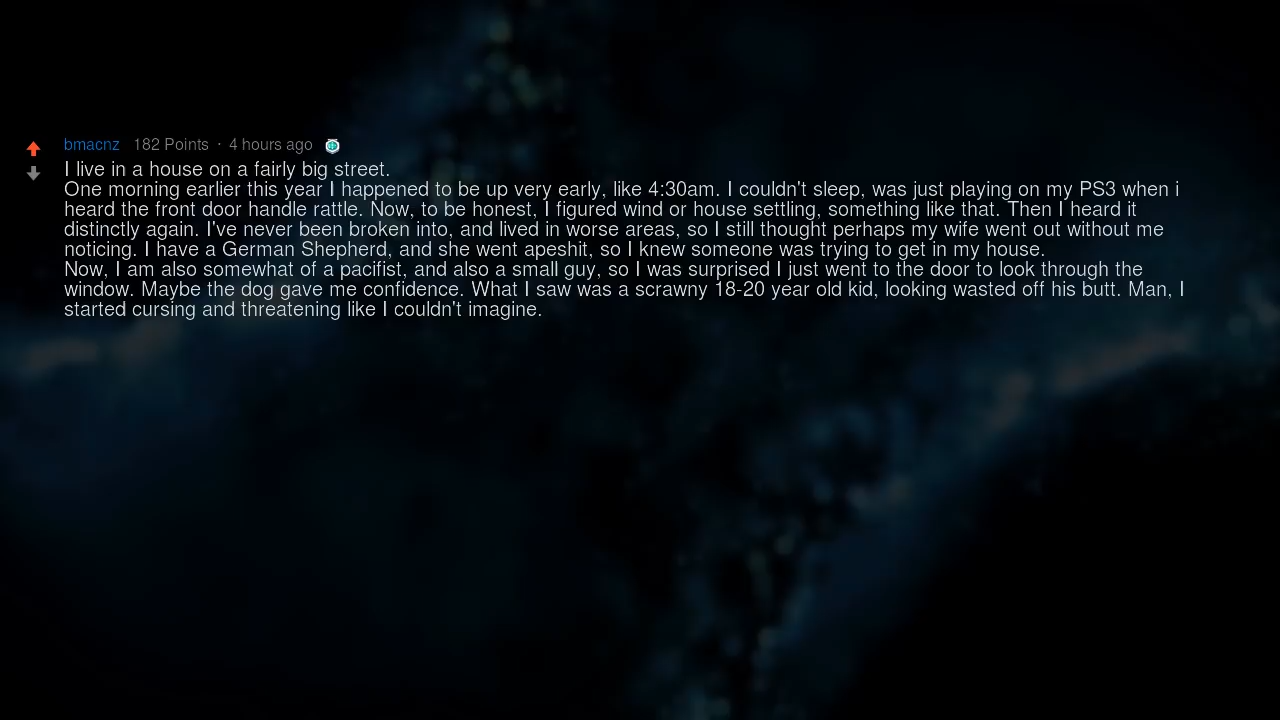 bmacnz 182 Points · 4 hours ago
I live in a house on a fairly big street.
One morning earlier this year I happened to be up very early, like 4:30am. I couldn't sleep, was just playing on my PS3 when i
heard the front door handle rattle. Now, to be honest, I figured wind or house settling, something like that. Then I heard it
distinctly again. I've never been broken into, and lived in worse areas, so I still thought perhaps my wife went out without me
noticing. I have a German Shepherd, and she went apeshit, so I knew someone was trying to get in my house.
Now, I am also somewhat of a pacifist, and also a small guy, so I was surprised I just went to the door to look through the
window. Maybe the dog gave me confidence. What I saw was a scrawny 18-20 year old kid, looking wasted off his butt. Man, I
started cursing and threatening like I couldn't imagine.